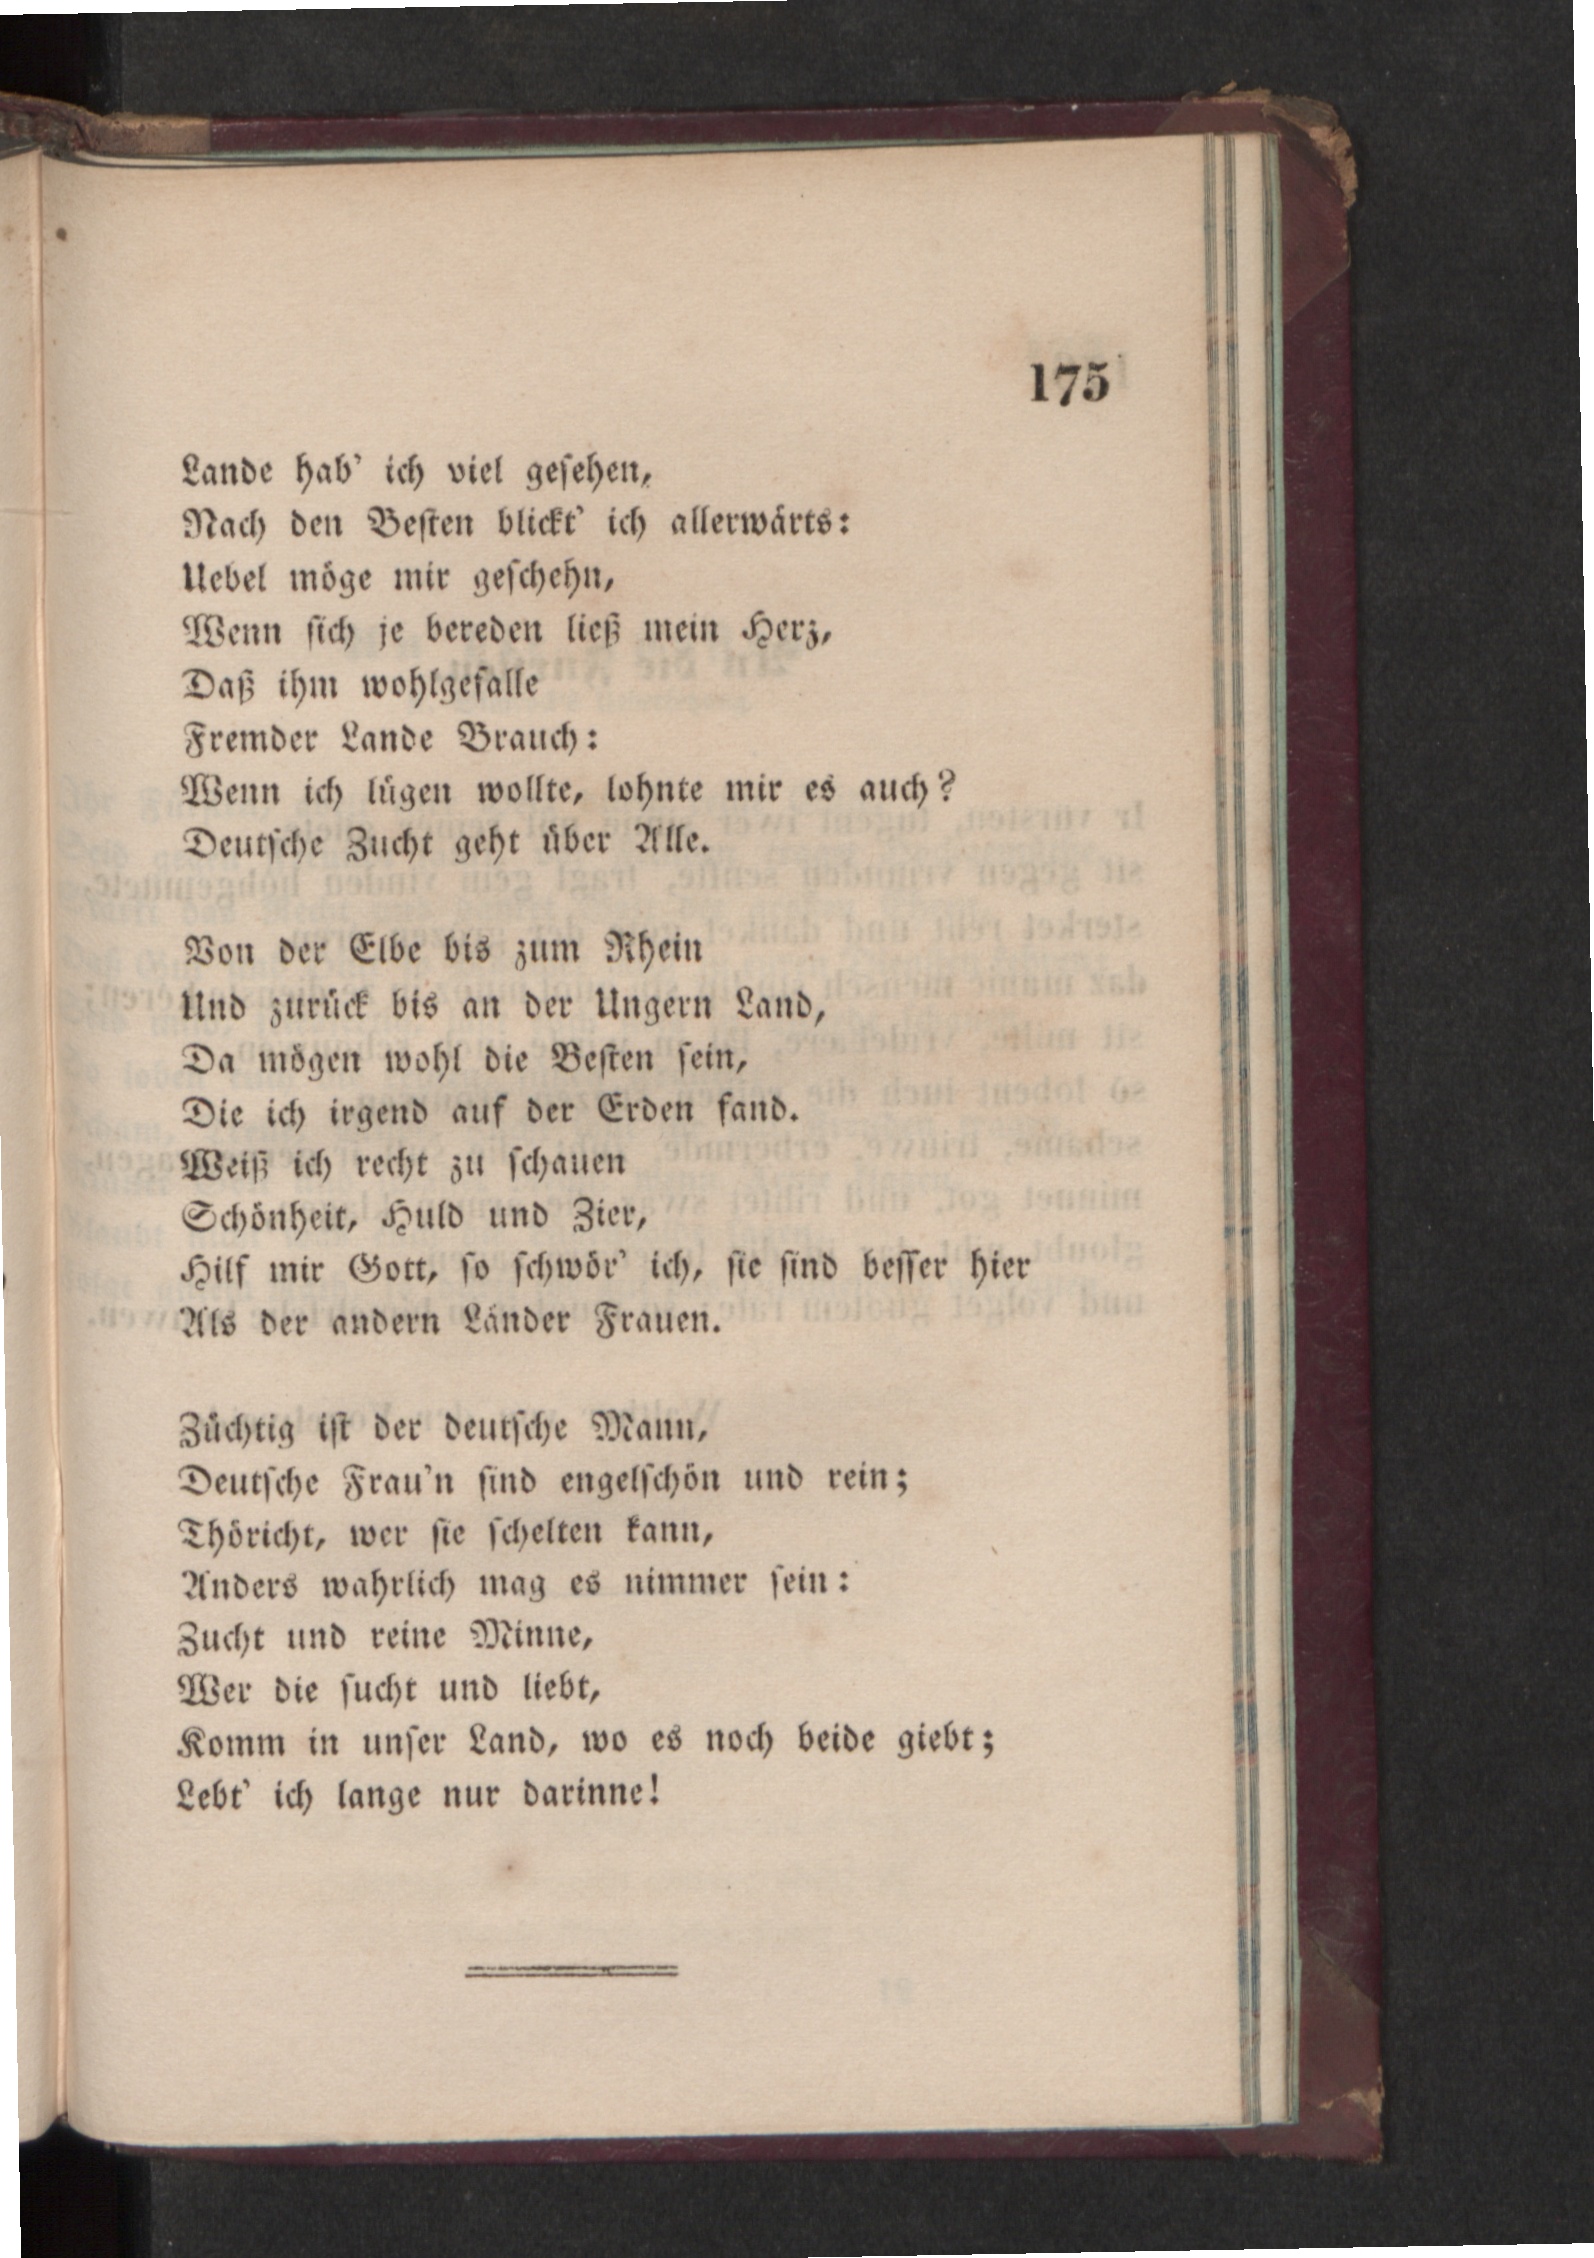 175
Lande hab' ich viel gesehen,
Nach den Besten blickt' ich allerwärts:
Uebel möge mir geschehn,
Wenn sich je bereden ließ mein Herz,
Daß ihm wohlgefalle
Fremder Lande Brauch:
Wenn ich lügen wollte, lohnte mir es auch?
Deutsche Zucht geht über Alle.
Von der Elbe bis zum Rhein
Und zurück bis an der Ungern Land,
Da mögen wohl die Besten sein,
Die ich irgend auf der Erden fand.
Weiß ich recht zu schauen
Schönheit, Huld und Zier,
Hilf mir Gott, so schwör' ich, sie sind besser hier
Als der andern Länder Frauen.
Züchtig ist der deutsche Mann,
Deutsche Frau'n sind engelschön und rein;
Thöricht, wer sie schelten kann,
Anders wahrlich mag es nimmer sein:
Zucht und reine Minne,
Wer die sucht und liebt,
Komm in unser Land, wo es noch beide giebt;
Lebt' ich lange nur darinne!